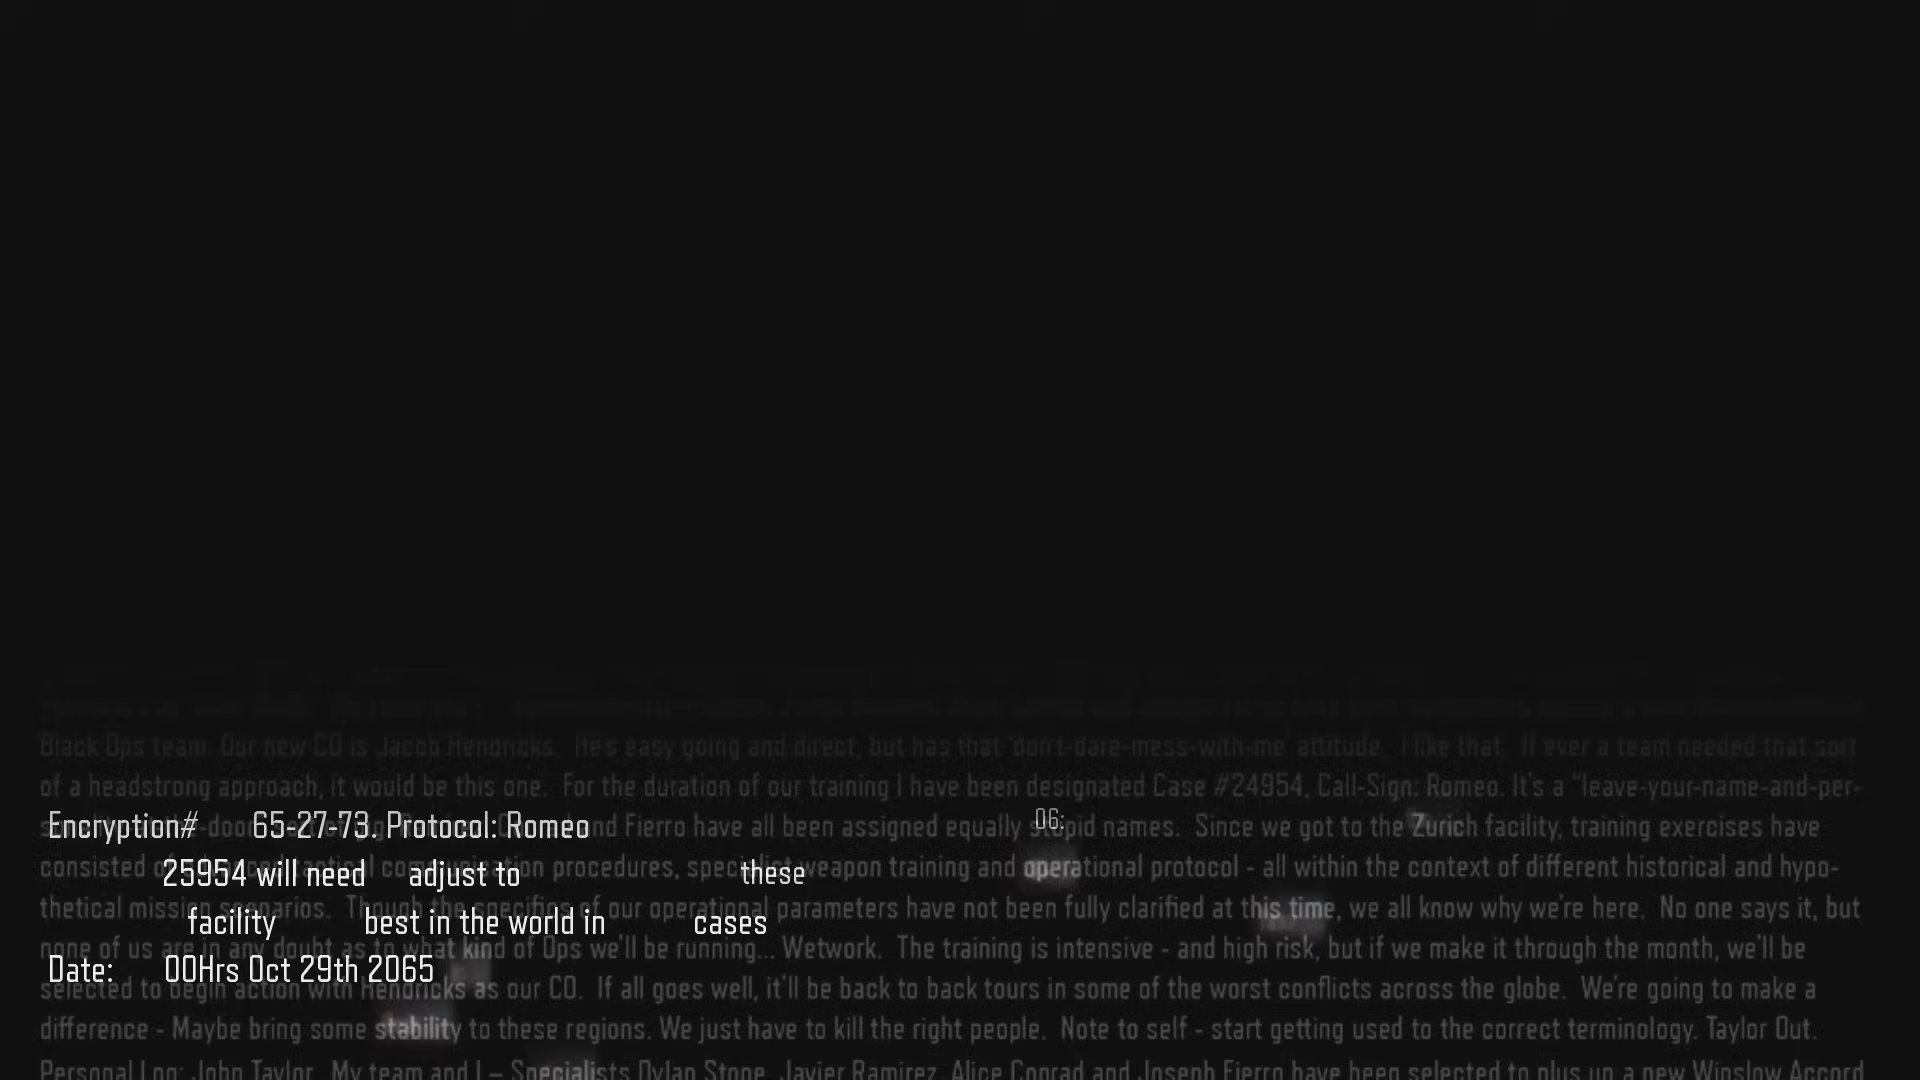 Black Ops team. Our new CO is Jacob Hendricks. He's easy going and direct, but has that 'don't-dare-mess-with-me' attitude. I like that. If ever a team needed that sort
of a headstrong approach, it would be this one. For the duration of our training I have been designated Case #24954, Call-Sign: Romeo. It's a "leave-your-name-and-per-
Encryption# 65-27-73. Protocol: Romeo
06:
and Fierro have all been assigned equally stupid names. Since we got to the Zurich facility, training exercises have
consisted of communication procedures, specialist weapon training and operational protocol - all within the context of different historical and hypo-
25954 will need adjust to these
thetical mission scenarios. Though the specifics of our operational parameters have not been fully clarified at this time, we all know why we're here. No one says it, but
facility best in the world in cases
none of us are in any doubt as to what kind of Ops we'll be running... Wetwork. The training is intensive - and high risk, but if we make it through the month, we'll be
Date: 00Hrs Oct 29th 2065
selected to begin action with Hendricks as our CO. If all goes well, it'll be back to back tours in some of the worst conflicts across the globe. We're going to make a
difference - Maybe bring some stability to these regions. We just have to kill the right people. Note to self - start getting used to the correct terminology. Taylor Out.
Personal Log: John Taylor. My team and I – Specialists Dylan Stone, Javier Ramirez, Alice Conrad and Joseph Fierro have been selected to plus up a new Winslow Accord